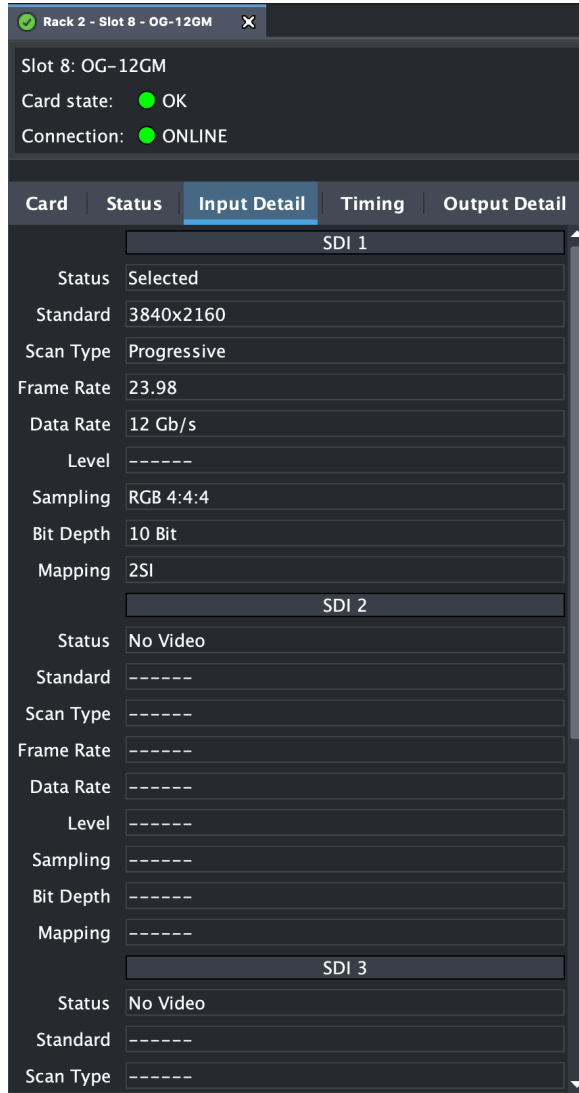 Rack 2 - Slot 8 - OG-12GM
Slot 8: OG-12GM
Card state: OK
Connection: ONLINE
Card Status Input Detail Timing Output Detail
SDI 1
Status Selected
Standard 3840x2160
Scan Type Progressive
Frame Rate 23.98
Data Rate 12 Gb/s
Level ------
Sampling RGB 4:4:4
Bit Depth 10 Bit
Mapping 2SI
SDI 2
Status No Video
Standard ------
Scan Type ------
Frame Rate ------
Data Rate ------
Level ------
Sampling ------
Bit Depth ------
Mapping ------
SDI 3
Status No Video
Standard ------
Scan Type ------